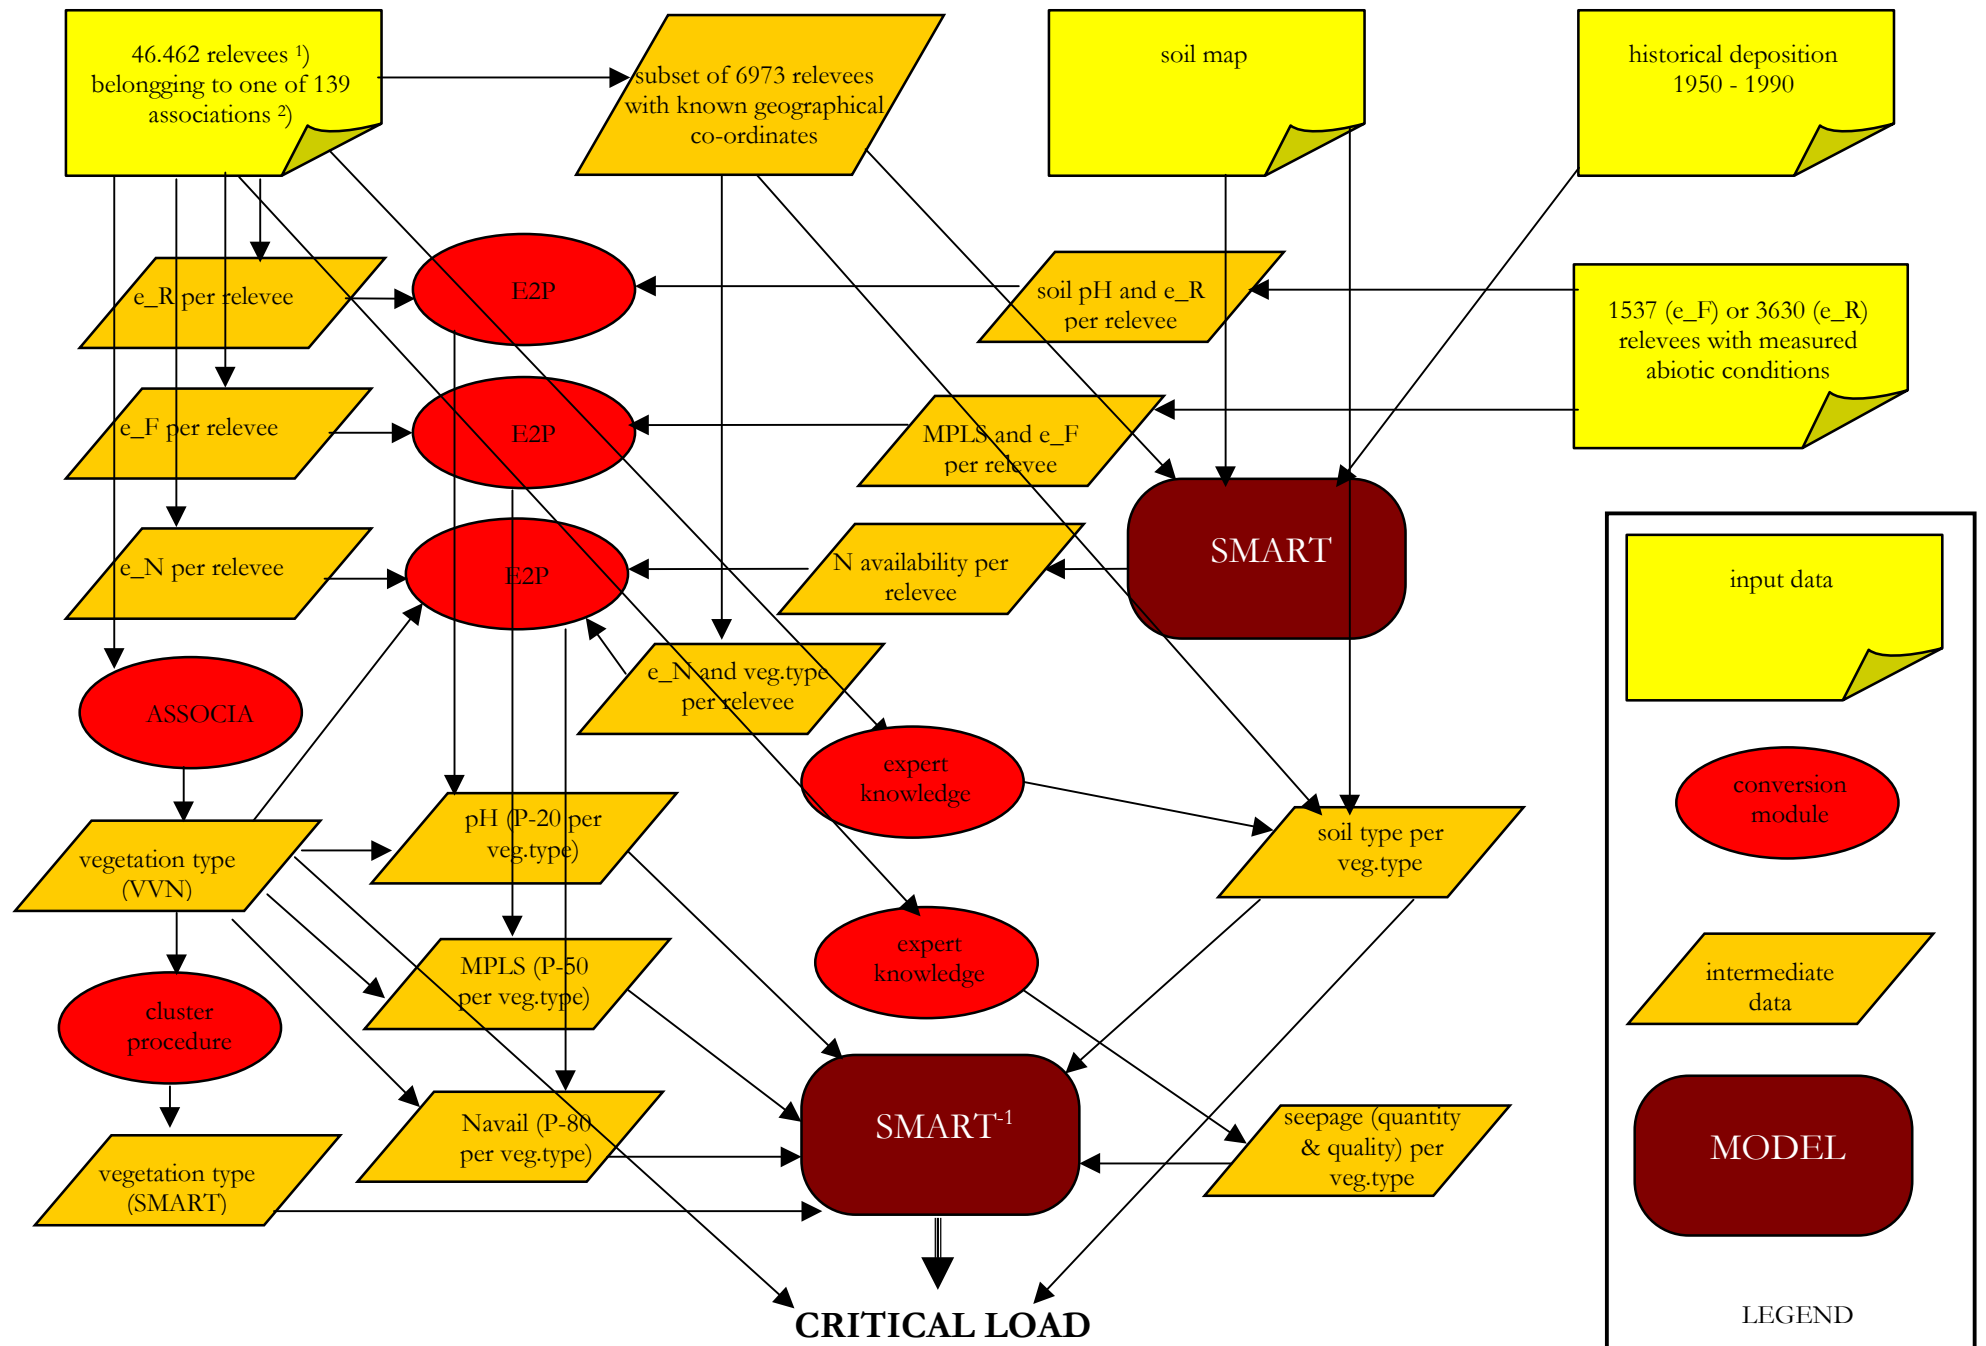 46.462 relevees ¹)
belongging to one of 139
associations ²)
subset of 6973 relevees
with known geographical
co-ordinates
soil map
historical deposition
1950 - 1990
e_R per relevee
E2P
soil pH and e_R
per relevee
1537 (e_F) or 3630 (e_R)
relevees with measured
abiotic conditions
e_F per relevee
E2P
MPLS and e_F
per relevee
e_N per relevee
E2P
N availability per
relevee
SMART
e_N and veg.type
per relevee
ASSOCIA
expert
knowledge
pH (P-20 per
veg.type)
soil type per
veg.type
vegetation type
(VVN)
MPLS (P-50
per veg.type)
expert
knowledge
cluster
procedure
Navail (P-80
per veg.type)
SMART⁻¹
seepage (quantity
& quality) per
veg.type
vegetation type
(SMART)
CRITICAL LOAD
input data
conversion
module
intermediate
data
MODEL
LEGEND